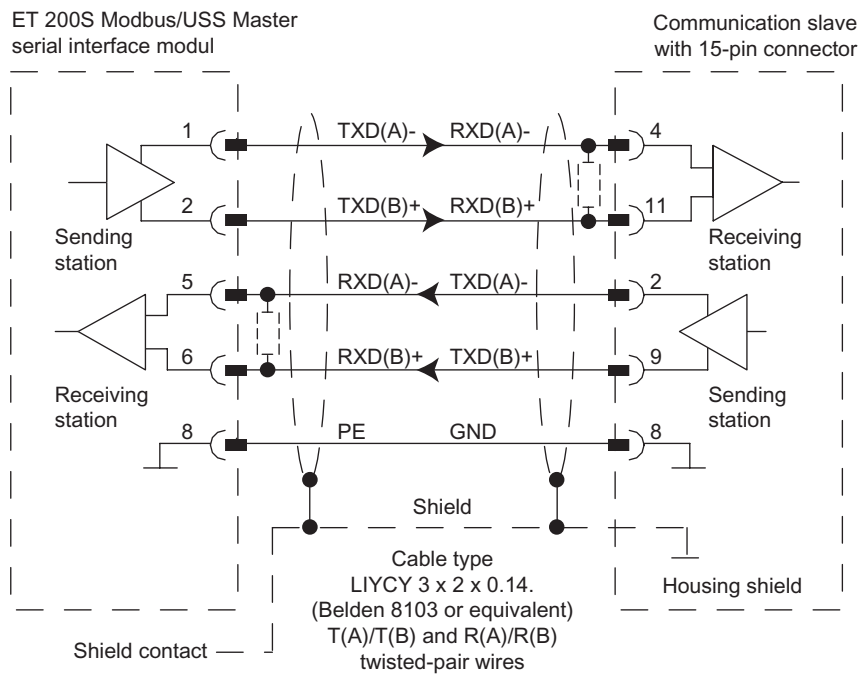 ET 200S Modbus/USS Master
serial interface modul
Communication slave
with 15-pin connector
1 TXD(A)- RXD(A)- 4
2 TXD(B)+ RXD(B)+ 11
Sending
station
Receiving
station
5 RXD(A)- TXD(A)- 2
6 RXD(B)+ TXD(B)+ 9
Receiving
station
Sending
station
8 PE GND 8
Shield
Cable type
LIYCY 3 x 2 x 0.14.
(Belden 8103 or equivalent)
T(A)/T(B) and R(A)/R(B)
twisted-pair wires
Housing shield
Shield contact